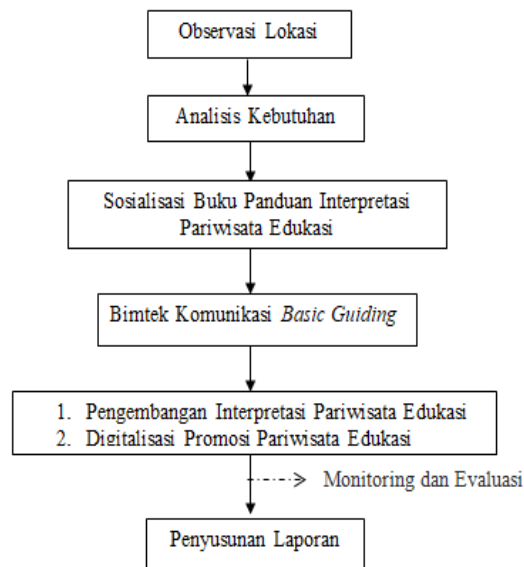 Observasi Lokasi
Analisis Kebutuhan
Sosialisasi Buku Panduan Interpretasi
Pariwisata Edukasi
Bimtek Komunikasi Basic Guiding
1. Pengembangan Interpretasi Pariwisata Edukasi
2. Digitalisasi Promosi Pariwisata Edukasi
Monitoring dan Evaluasi
Penyusunan Laporan